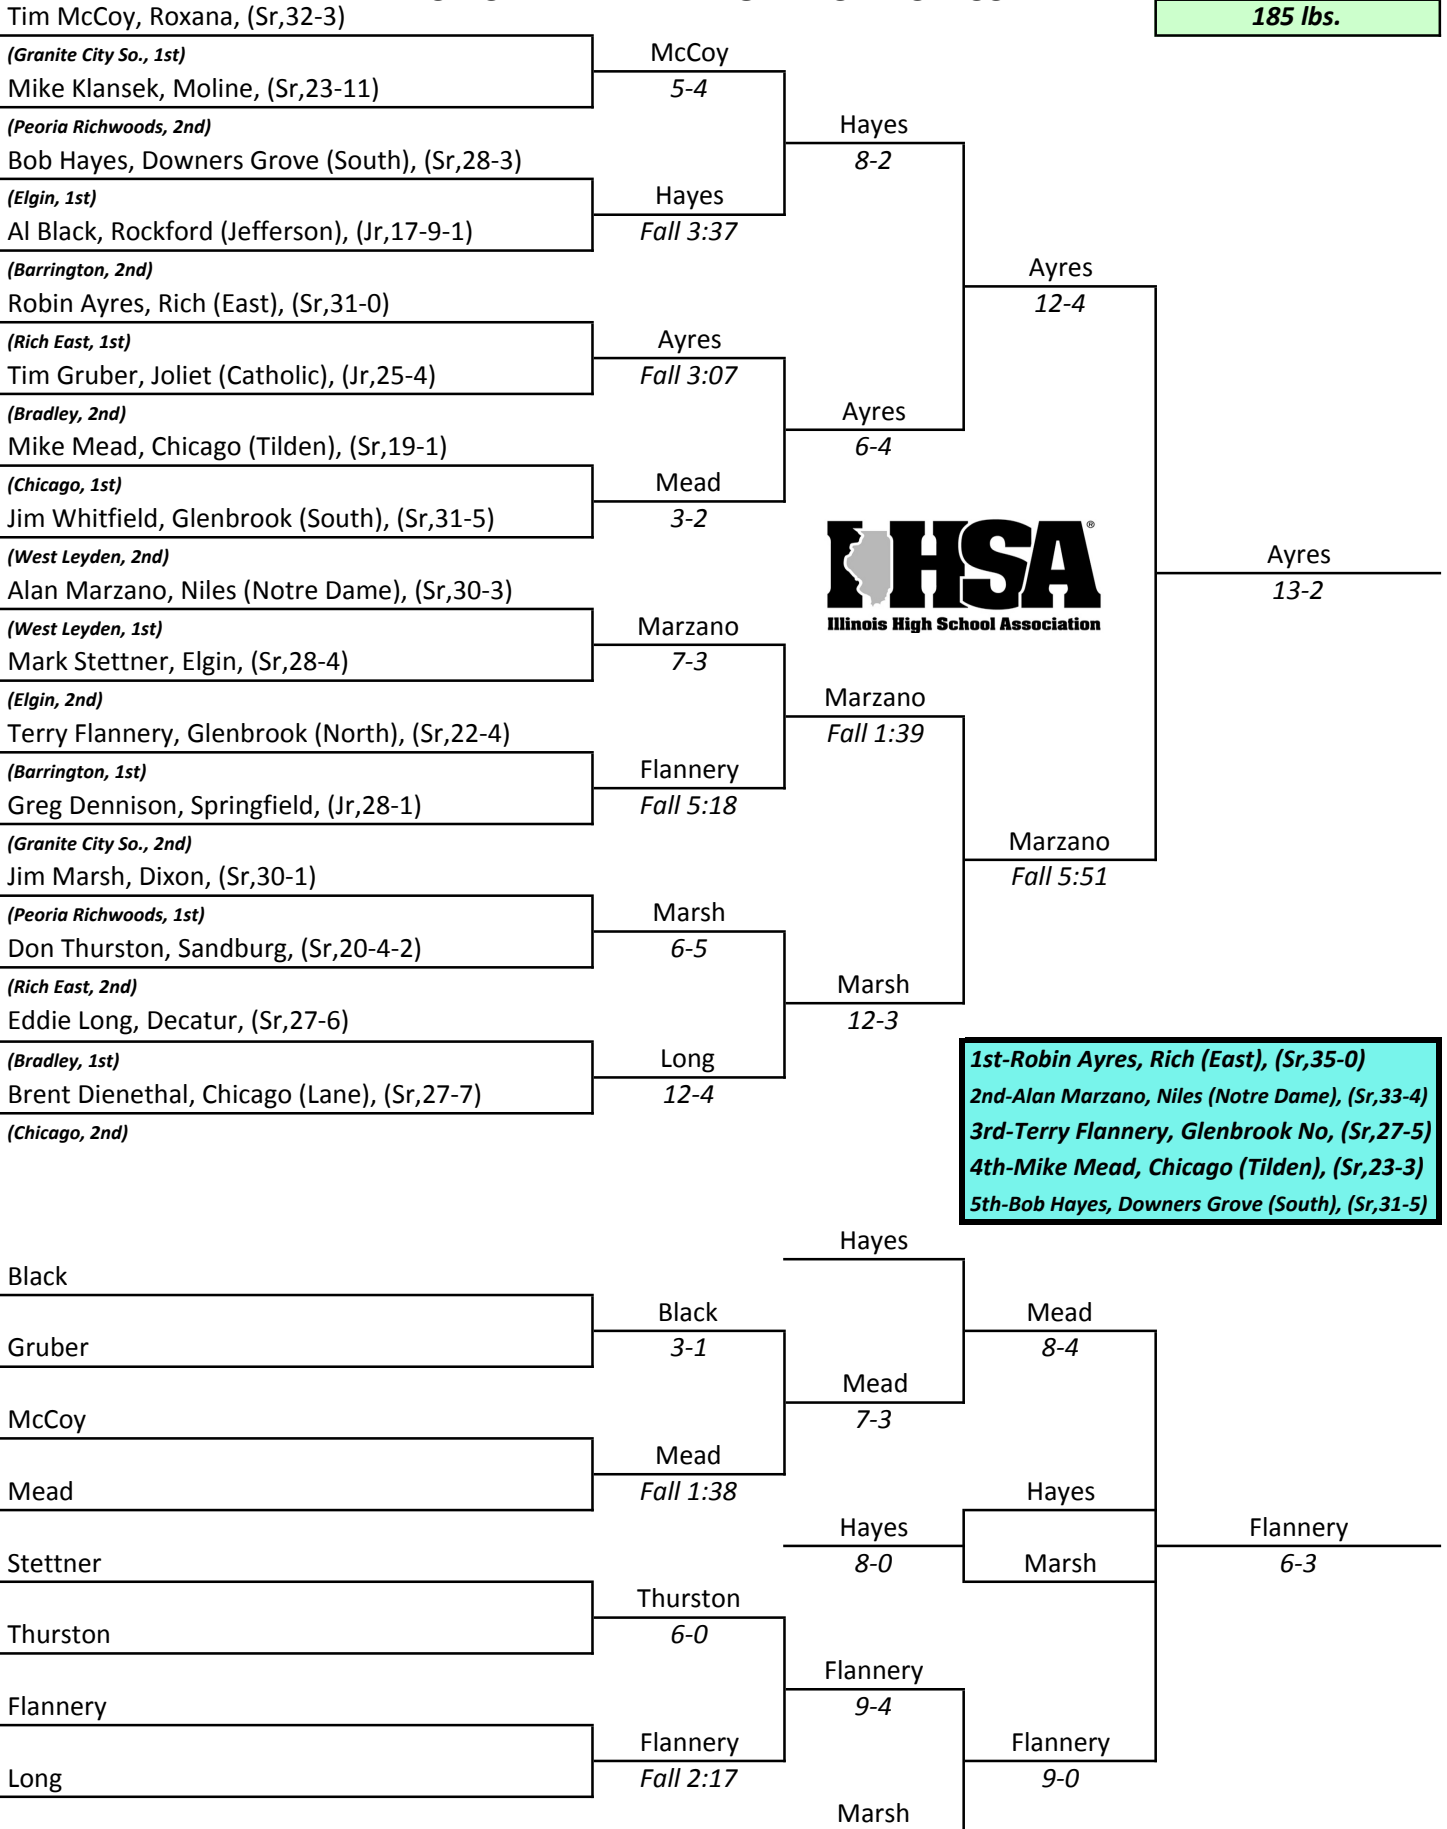 185 lbs.
Tim McCoy, Roxana, (Sr,32-3)
(Granite City So., 1st)
McCoy
Mike Klansek, Moline, (Sr,23-11)
5-4
(Peoria Richwoods, 2nd)
Hayes
Bob Hayes, Downers Grove (South), (Sr,28-3)
8-2
(Elgin, 1st)
Hayes
Al Black, Rockford (Jefferson), (Jr,17-9-1)
Fall 3:37
(Barrington, 2nd)
Ayres
Robin Ayres, Rich (East), (Sr,31-0)
12-4
(Rich East, 1st)
Ayres
Tim Gruber, Joliet (Catholic), (Jr,25-4)
Fall 3:07
(Bradley, 2nd)
Ayres
Mike Mead, Chicago (Tilden), (Sr,19-1)
6-4
(Chicago, 1st)
Mead
Jim Whitfield, Glenbrook (South), (Sr,31-5)
3-2
IHSA®
Illinois High School Association
(West Leyden, 2nd)
Ayres
Alan Marzano, Niles (Notre Dame), (Sr,30-3)
13-2
(West Leyden, 1st)
Marzano
Mark Stettner, Elgin, (Sr,28-4)
7-3
(Elgin, 2nd)
Marzano
Terry Flannery, Glenbrook (North), (Sr,22-4)
Fall 1:39
(Barrington, 1st)
Flannery
Greg Dennison, Springfield, (Jr,28-1)
Fall 5:18
(Granite City So., 2nd)
Marzano
Jim Marsh, Dixon, (Sr,30-1)
Fall 5:51
(Peoria Richwoods, 1st)
Marsh
Don Thurston, Sandburg, (Sr,20-4-2)
6-5
(Rich East, 2nd)
Marsh
Eddie Long, Decatur, (Sr,27-6)
12-3
(Bradley, 1st)
Long
Brent Dienethal, Chicago (Lane), (Sr,27-7)
12-4
(Chicago, 2nd)
1st-Robin Ayres, Rich (East), (Sr,35-0)
2nd-Alan Marzano, Niles (Notre Dame), (Sr,33-4)
3rd-Terry Flannery, Glenbrook No, (Sr,27-5)
4th-Mike Mead, Chicago (Tilden), (Sr,23-3)
5th-Bob Hayes, Downers Grove (South), (Sr,31-5)
Hayes
Black
Black
Mead
Gruber
3-1
8-4
Mead
McCoy
7-3
Mead
Mead
Fall 1:38
Hayes
Hayes
Flannery
Stettner
8-0
Marsh
6-3
Thurston
Thurston
6-0
Flannery
Flannery
9-4
Flannery
Flannery
Long
Fall 2:17
9-0
Marsh